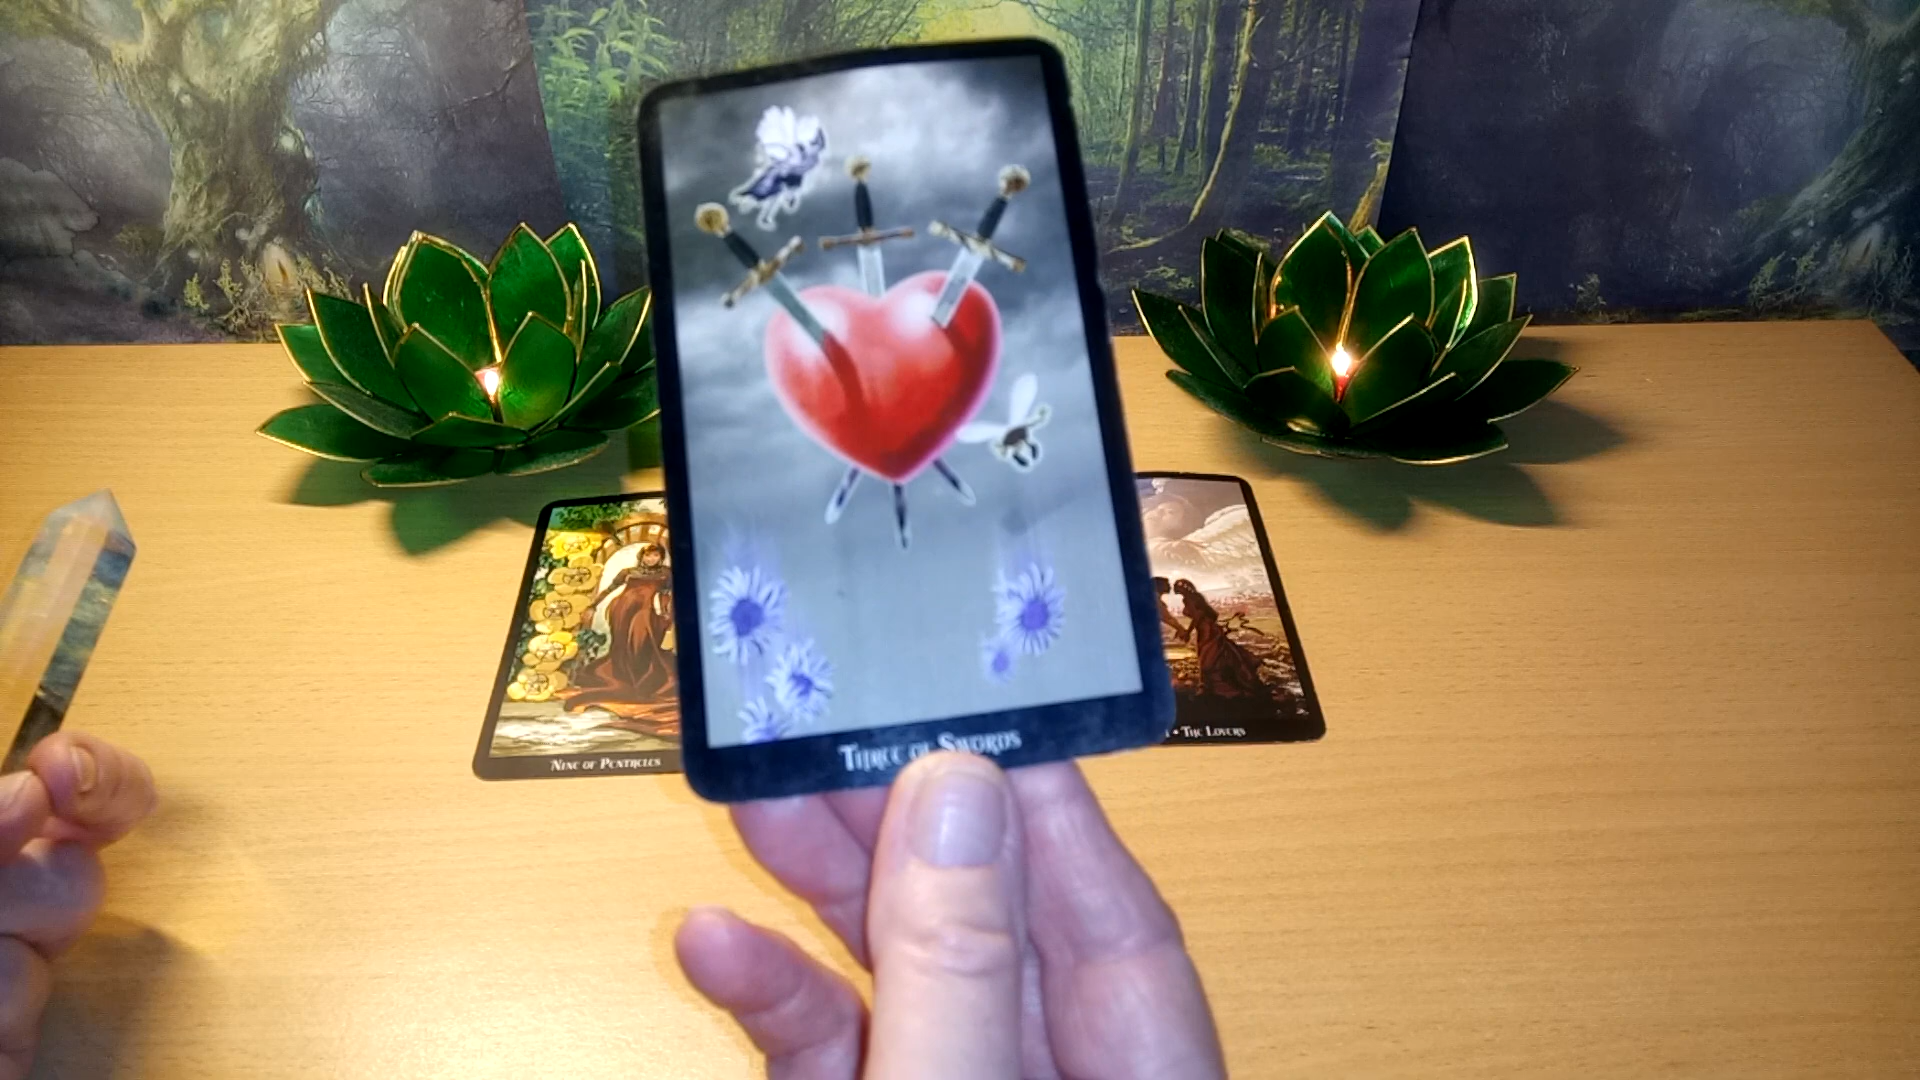 Three of Swords
Nine of Pentacles
• The Lovers